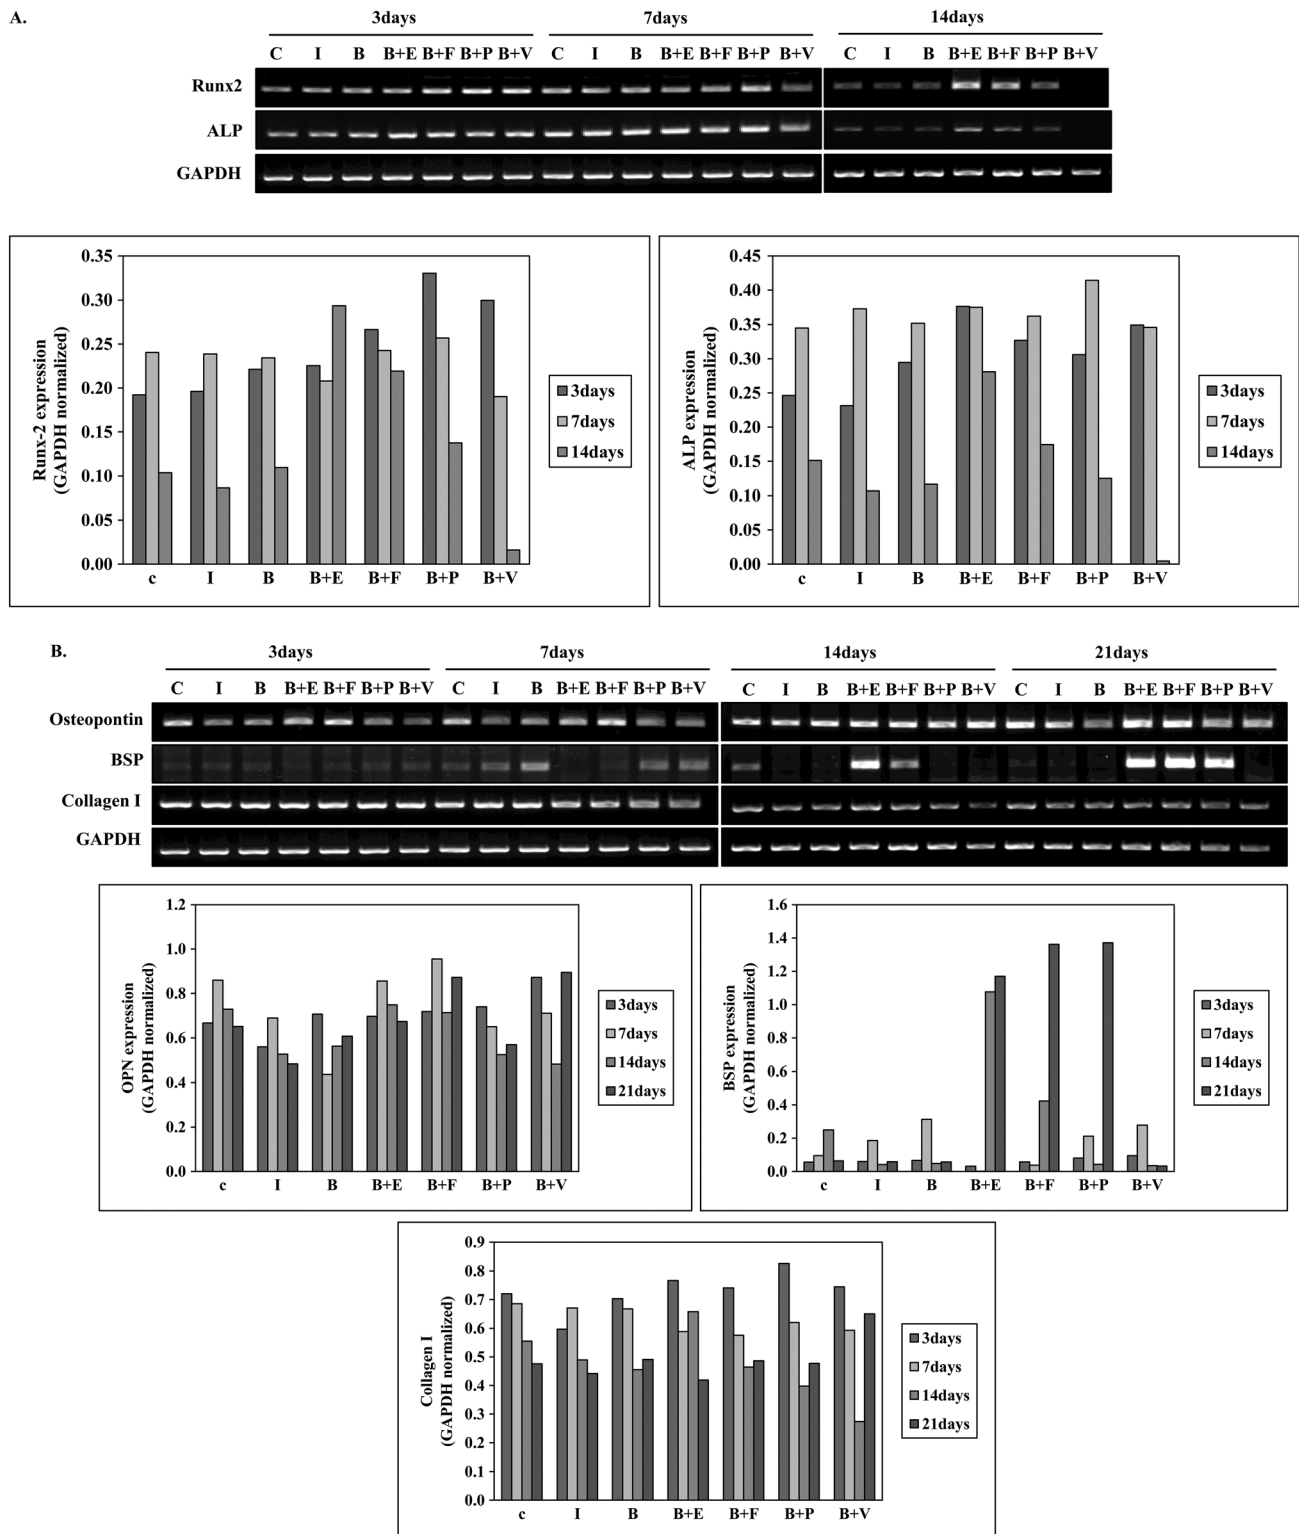 A.
3days 7days 14days
C I B B+E B+F B+P B+V C I B B+E B+F B+P B+V C I B B+E B+F B+P B+V
Runx2
ALP
GAPDH
Runx-2 expression
(GAPDH normalized)
0.35
0.30
0.25
0.20
0.15
0.10
0.05
0.00
c I B B+E B+F B+P B+V
3days
7days
14days
ALP expression
(GAPDH normalized)
0.45
0.40
0.35
0.30
0.25
0.20
0.15
0.10
0.05
0.00
c I B B+E B+F B+P B+V
3days
7days
14days
B.
3days 7days 14days 21days
C I B B+E B+F B+P B+V C I B B+E B+F B+P B+V C I B B+E B+F B+P B+V C I B B+E B+F B+P B+V
Osteopontin
BSP
Collagen I
GAPDH
OPN expression
(GAPDH normalized)
1.2
1.0
0.8
0.6
0.4
0.2
0.0
c I B B+E B+F B+P B+V
3days
7days
14days
21days
BSP expression
(GAPDH normalized)
1.6
1.4
1.2
1.0
0.8
0.6
0.4
0.2
0.0
c I B B+E B+F B+P B+V
3days
7days
14days
21days
Collagen I
(GAPDH normalized)
0.9
0.8
0.7
0.6
0.5
0.4
0.3
0.2
0.1
0.0
c I B B+E B+F B+P B+V
3days
7days
14days
21days